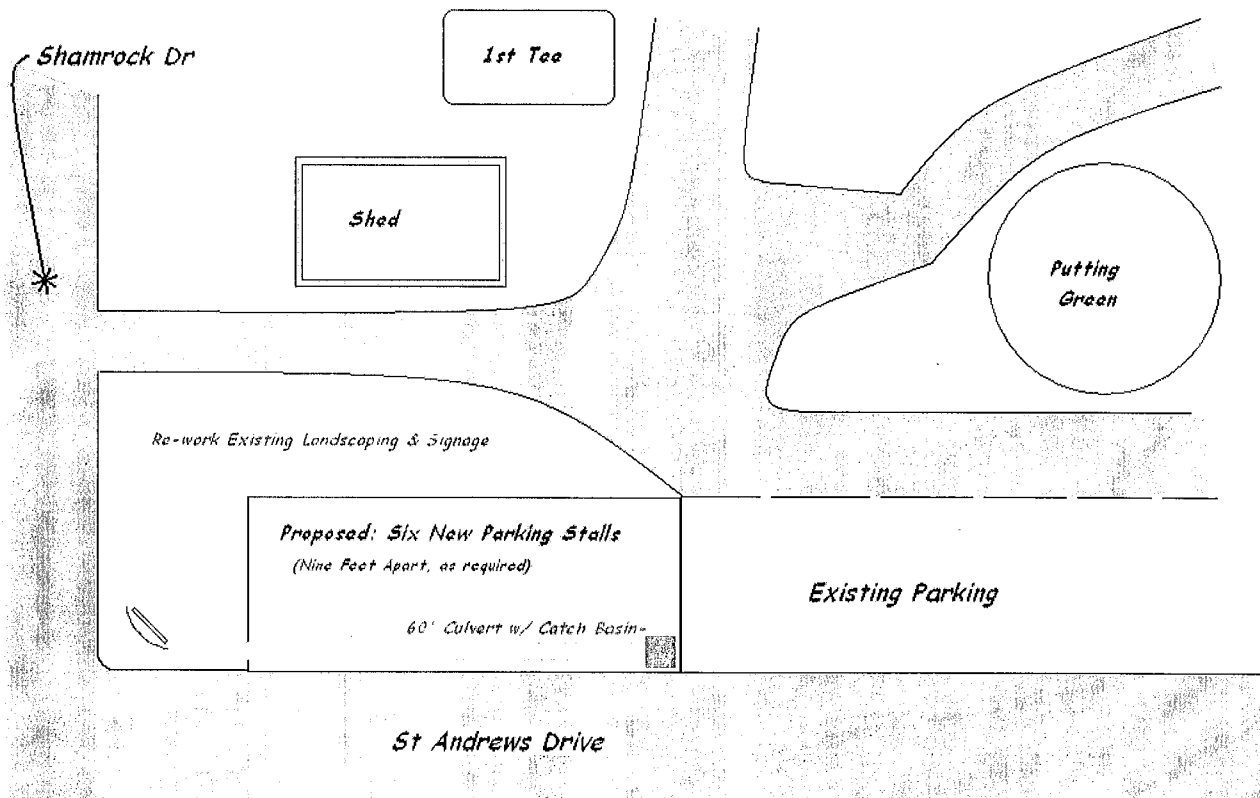 Shamrock Dr
1st Tee
Shed
Putting
Green
Re-work Existing Landscaping & Signage
Proposed: Six New Parking Stalls
(Nine Feet Apart, as required)
60' Culvert w/ Catch Basin-
Existing Parking
St Andrews Drive